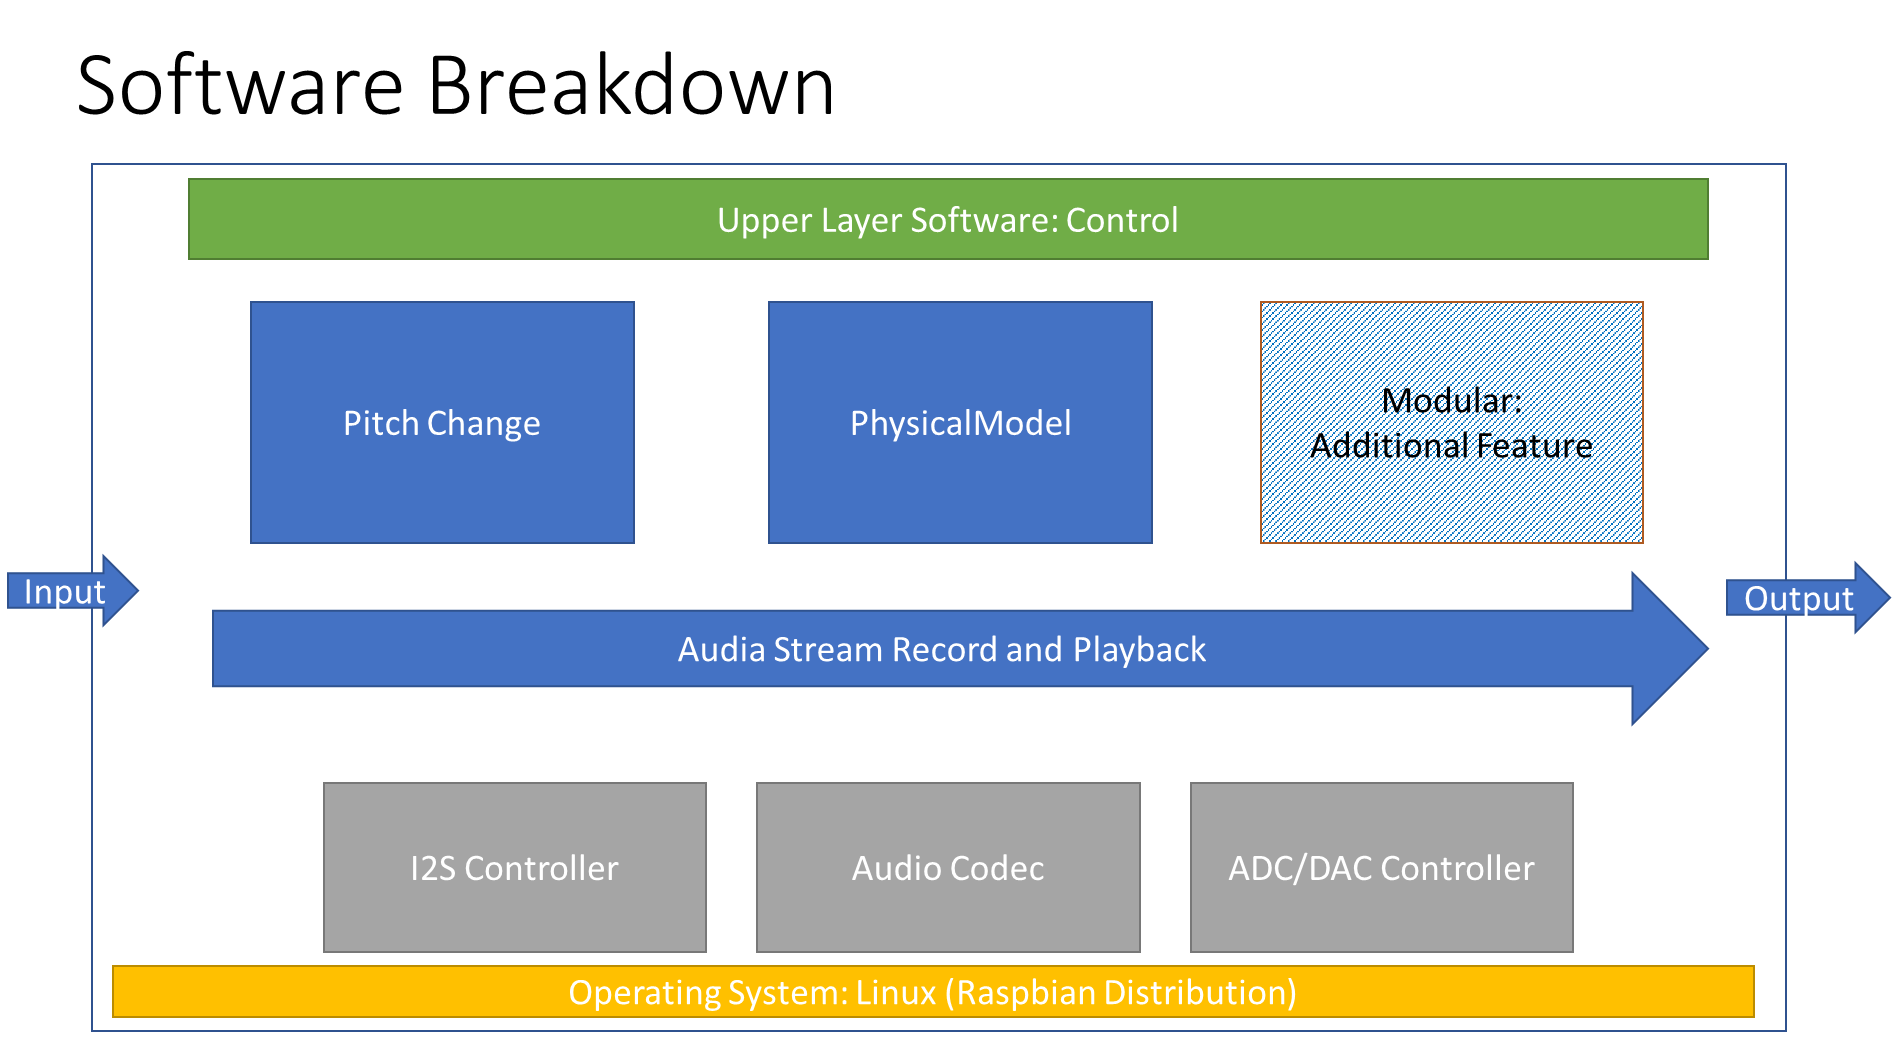 Software Breakdown
Upper Layer Software: Control
Pitch Change
PhysicalModel
Modular:
Additional Feature
Input
Output
Audia Stream Record and Playback
I2S Controller
Audio Codec
ADC/DAC Controller
Operating System: Linux (Raspbian Distribution)